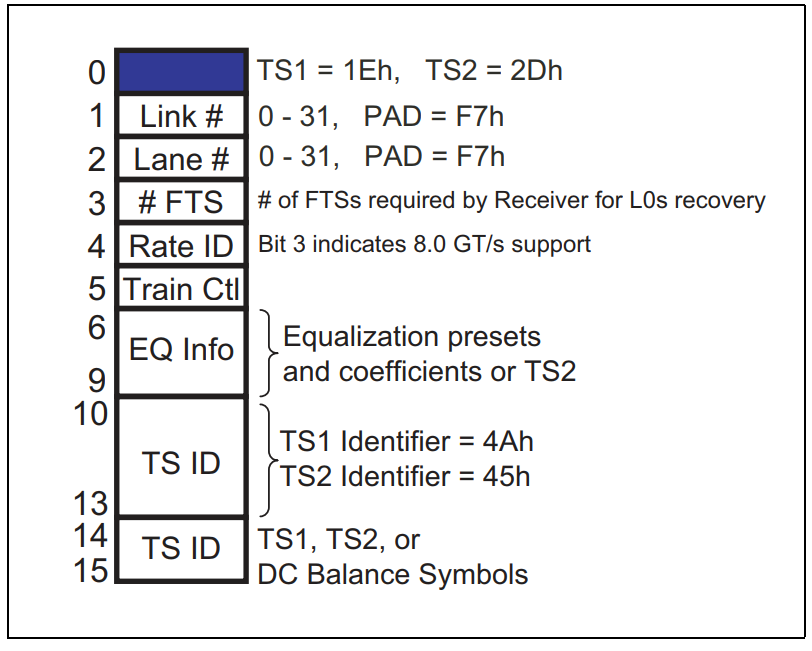 0 TS1 = 1Eh, TS2 = 2Dh
1 Link # 0 - 31, PAD = F7h
2 Lane # 0 - 31, PAD = F7h
3 # FTS # of FTSs required by Receiver for L0s recovery
4 Rate ID Bit 3 indicates 8.0 GT/s support
5 Train Ctl
6
EQ Info
9
Equalization presets
and coefficients or TS2
10
TS ID
13
TS1 Identifier = 4Ah
TS2 Identifier = 45h
14
TS ID
15
TS1, TS2, or
DC Balance Symbols